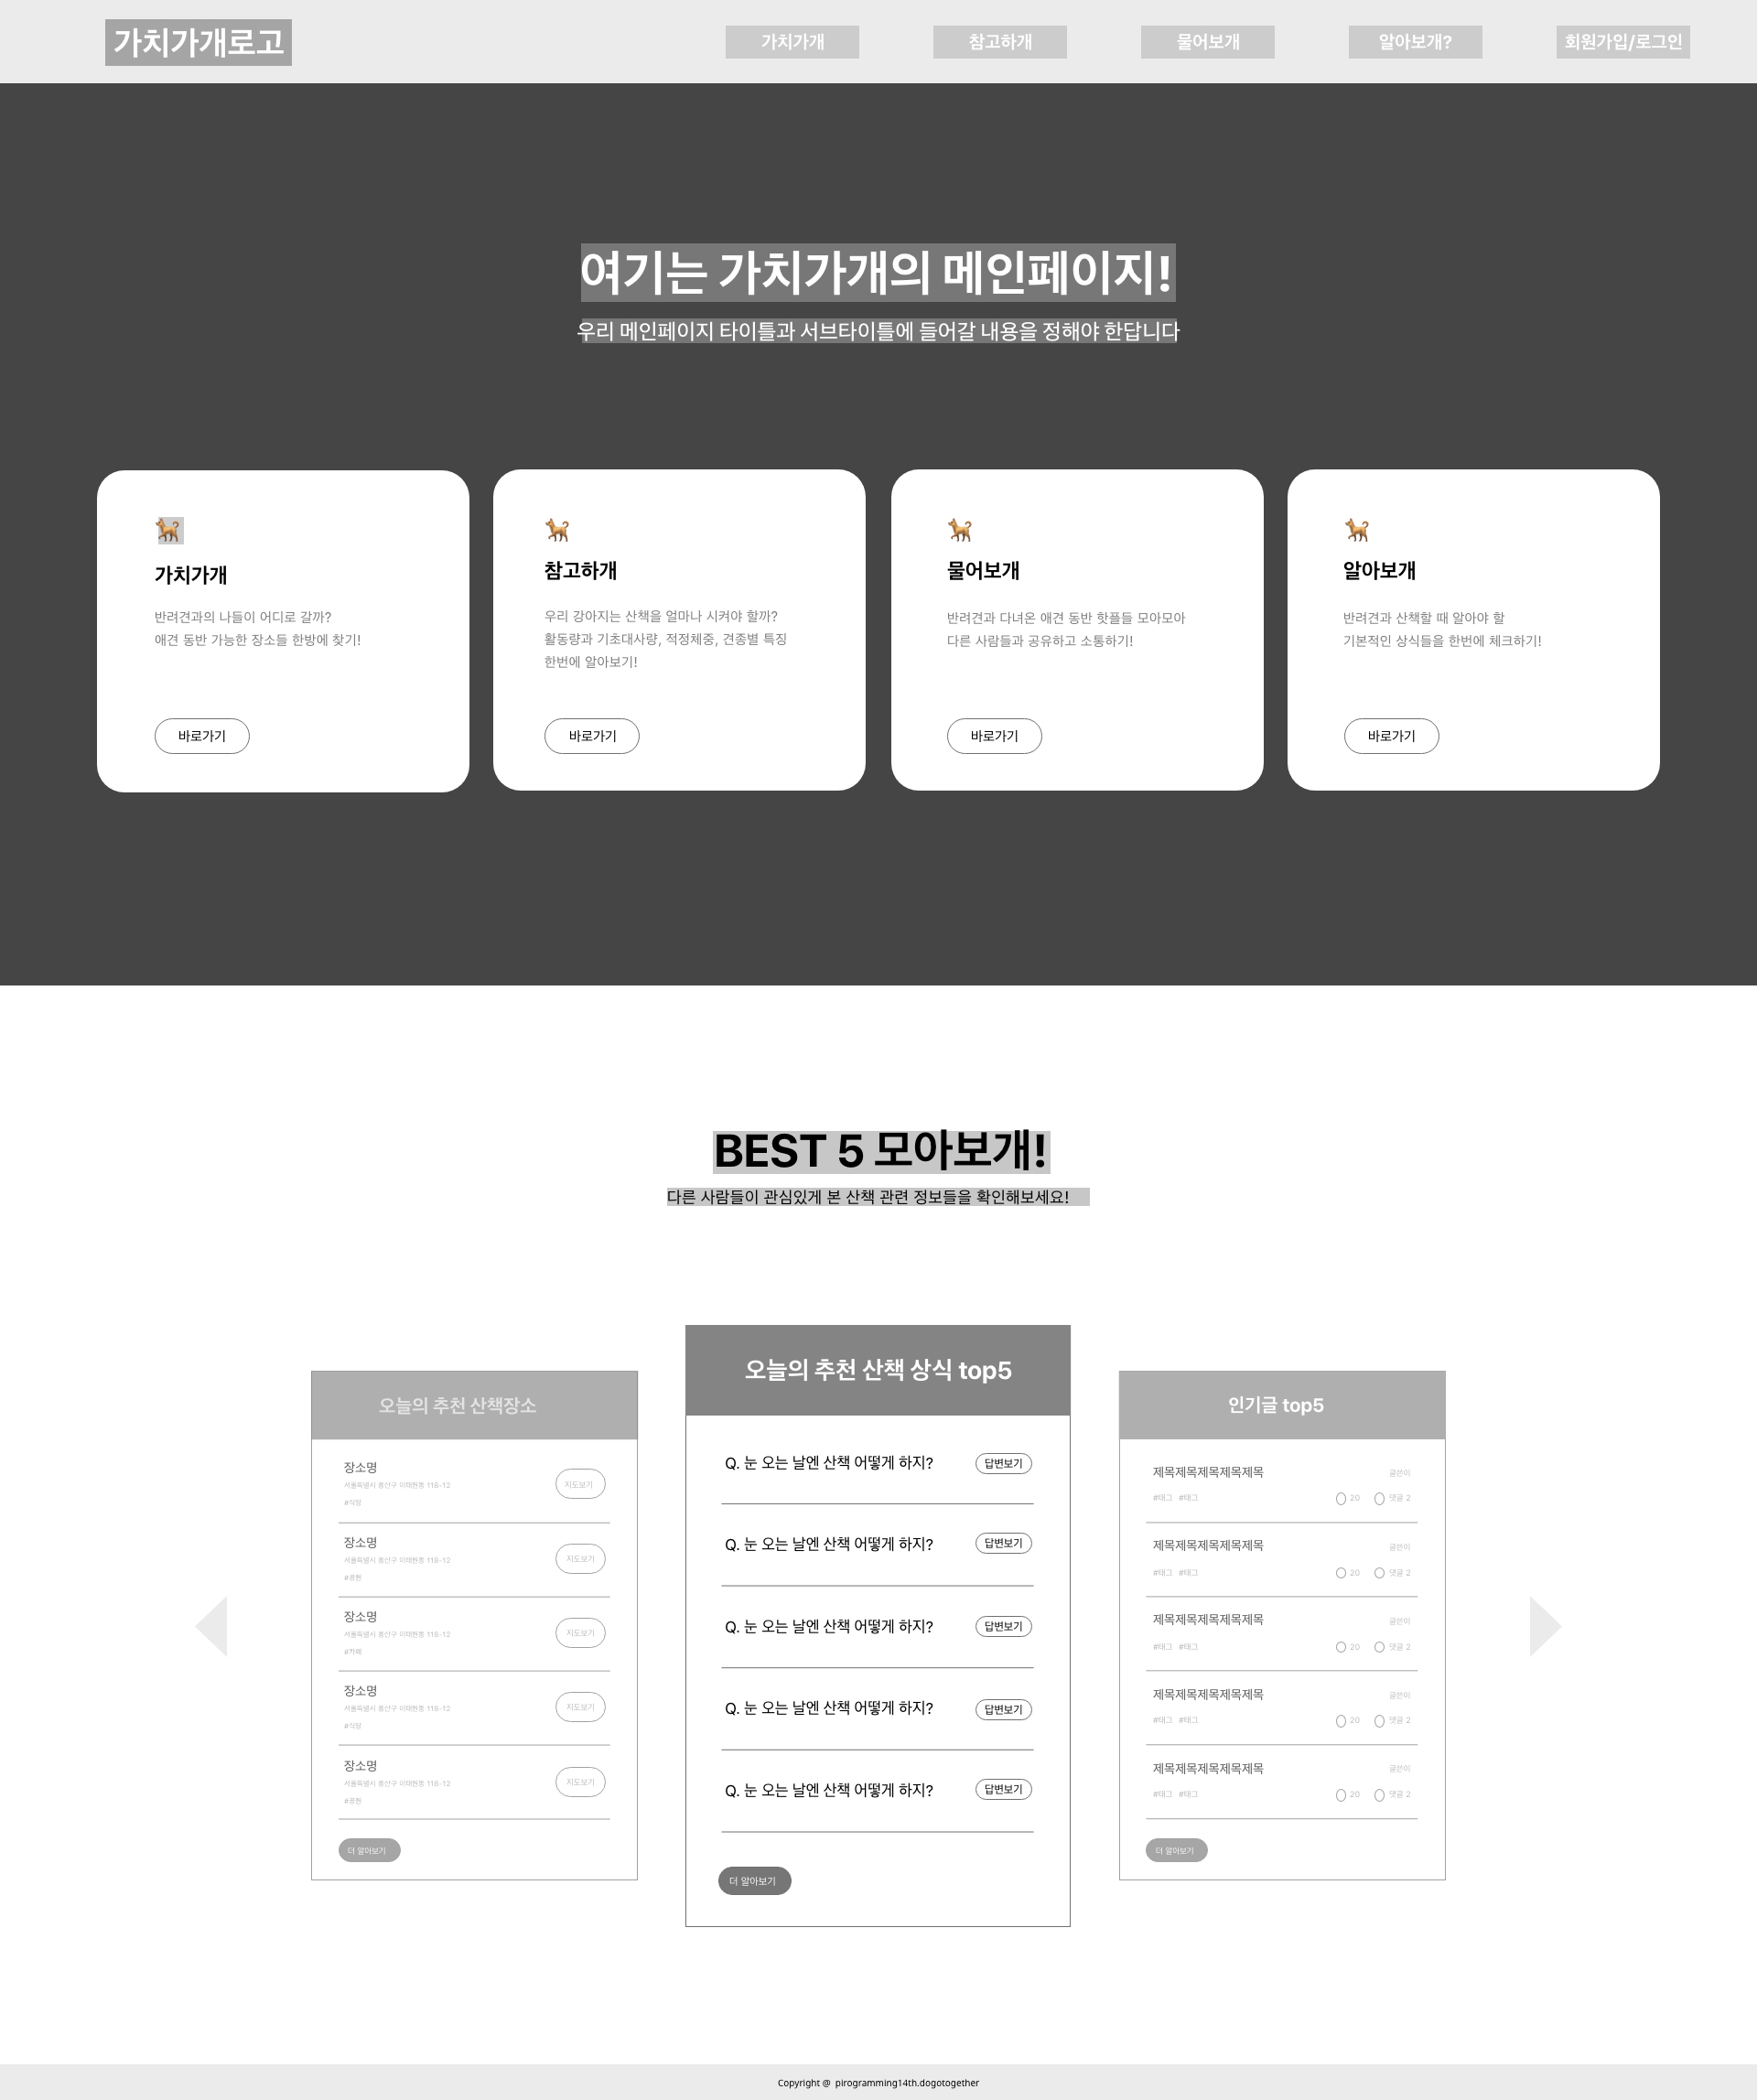 가치가개로고
가치가개
참고하개
물어보개
알아보개?
회원가입/로그인
여기는 가치가개의 메인페이지!
우리 메인페이지 타이틀과 서브타이틀에 들어갈 내용을 정해야 한답니다
가치가개
반려견과의 나들이 어디로 갈까?
애견 동반 가능한 장소들 한방에 찾기!
바로가기
참고하개
우리 강아지는 산책을 얼마나 시켜야 할까?
활동량과 기초대사량, 적정체중, 견종별 특징
한번에 알아보기!
바로가기
물어보개
반려견과 다녀온 애견 동반 핫플들 모아모아
다른 사람들과 공유하고 소통하기!
바로가기
알아보개
반려견과 산책할 때 알아야 할
기본적인 상식들을 한번에 체크하기!
바로가기
BEST 5 모아보개!
다른 사람들이 관심있게 본 산책 관련 정보들을 확인해보세요!
오늘의 추천 산책장소
장소명
서울특별시 용산구 이태원동 118-12
#식당
지도보기
장소명
서울특별시 용산구 이태원동 118-12
#공원
지도보기
장소명
서울특별시 용산구 이태원동 118-12
#카페
지도보기
장소명
서울특별시 용산구 이태원동 118-12
#식당
지도보기
장소명
서울특별시 용산구 이태원동 118-12
#공원
지도보기
더 알아보기
오늘의 추천 산책 상식 top5
Q. 눈 오는 날엔 산책 어떻게 하지?
답변보기
Q. 눈 오는 날엔 산책 어떻게 하지?
답변보기
Q. 눈 오는 날엔 산책 어떻게 하지?
답변보기
Q. 눈 오는 날엔 산책 어떻게 하지?
답변보기
Q. 눈 오는 날엔 산책 어떻게 하지?
답변보기
더 알아보기
인기글 top5
제목제목제목제목제목
글쓴이
#태그 #태그
20 댓글 2
제목제목제목제목제목
글쓴이
#태그 #태그
20 댓글 2
제목제목제목제목제목
글쓴이
#태그 #태그
20 댓글 2
제목제목제목제목제목
글쓴이
#태그 #태그
20 댓글 2
제목제목제목제목제목
글쓴이
#태그 #태그
20 댓글 2
더 알아보기
Copyright @ pirogramming14th.dogotogether